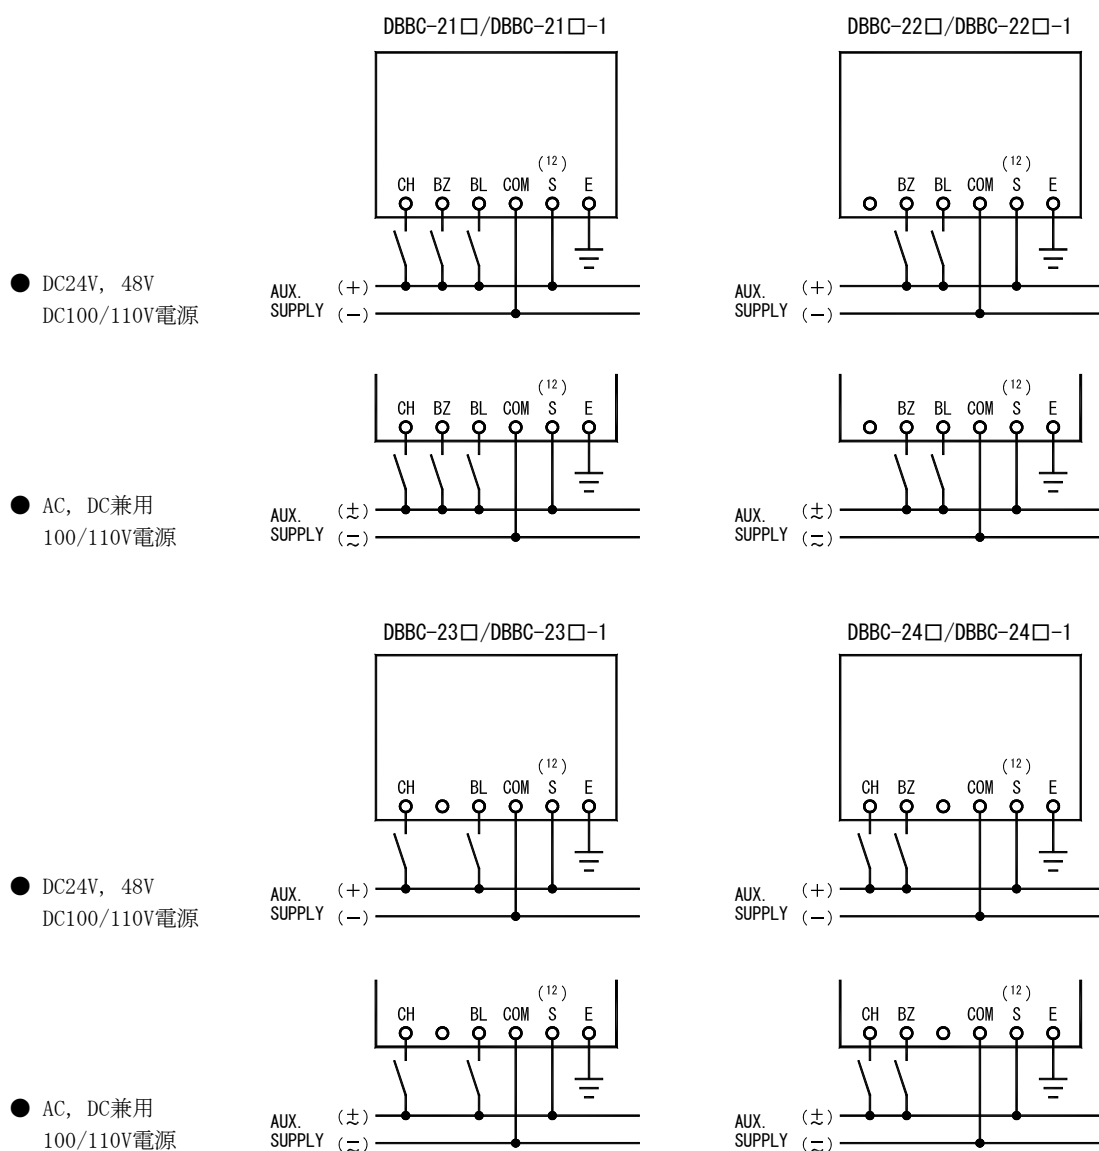 DBBC-21□/DBBC-21□-1
DBBC-22□/DBBC-22□-1
(12)
CH BZ BL COM S E
(12)
BZ BL COM S E
● DC24V, 48V
DC100/110V電源
AUX. SUPPLY
(+)
(−)
AUX. SUPPLY
(+)
(−)
(12)
CH BZ BL COM S E
(12)
BZ BL COM S E
● AC, DC兼用
100/110V電源
AUX. SUPPLY
(±)
(−)
AUX. SUPPLY
(±)
(−)
DBBC-23□/DBBC-23□-1
DBBC-24□/DBBC-24□-1
(12)
CH BL COM S E
(12)
CH BZ COM S E
● DC24V, 48V
DC100/110V電源
AUX. SUPPLY
(+)
(−)
AUX. SUPPLY
(+)
(−)
(12)
CH BL COM S E
(12)
CH BZ COM S E
● AC, DC兼用
100/110V電源
AUX. SUPPLY
(±)
(−)
AUX. SUPPLY
(±)
(−)